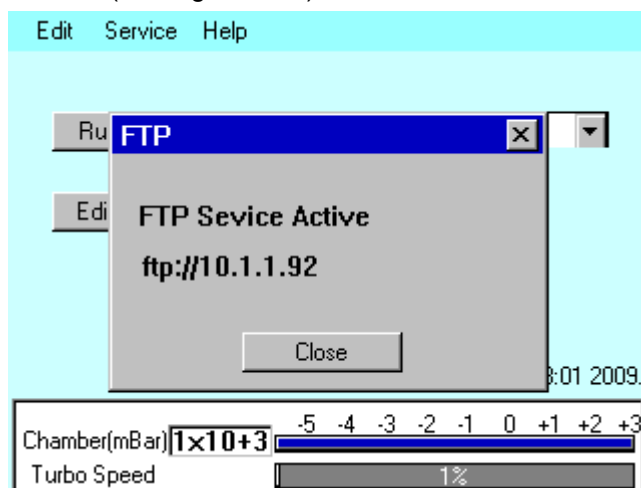 Edit Service Help
Ru
FTP
Edi
FTP Sevice Active
ftp://10.1.1.92
Close
:01 2009.
-5 -4 -3 -2 -1 0 +1 +2 +3
Chamber(mBar) 1x10+3
Turbo Speed 1%